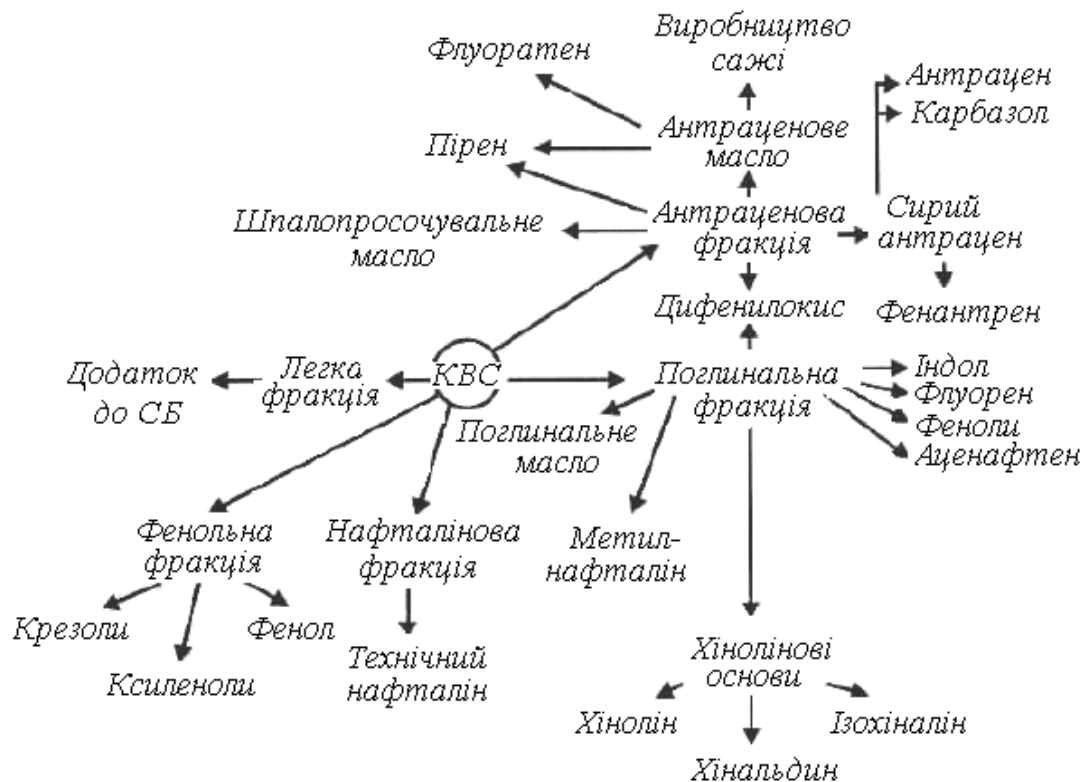 Виробництво
сажі
Флуоратен
Антрацен
Карбазол
Антраценове
масло
Пірен
Антраценова
фракція
Сирий
антрацен
Шпалопросочувальне
масло
Дифенилокис
Фенантрен
Додаток
до СБ
Легка
фракція
КВС
Поглинальна
фракція
Індол
Флуорен
Феноли
Аценафтен
Поглинальне
масло
Фенольна
фракція
Нафталінова
фракція
Метил-
нафталін
Крезоли
Ксиленоли
Фенол
Технічний
нафталін
Хінолінові
основи
Хінолін
Хінальдин
Ізохіналін